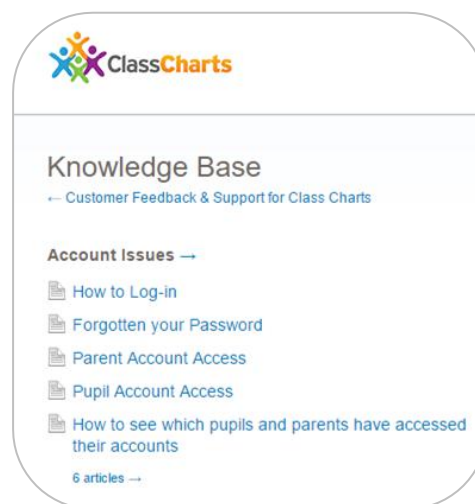 ClassCharts
Knowledge Base
← Customer Feedback & Support for Class Charts
Account Issues →
How to Log-in
Forgotten your Password
Parent Account Access
Pupil Account Access
How to see which pupils and parents have accessed
their accounts
6 articles →